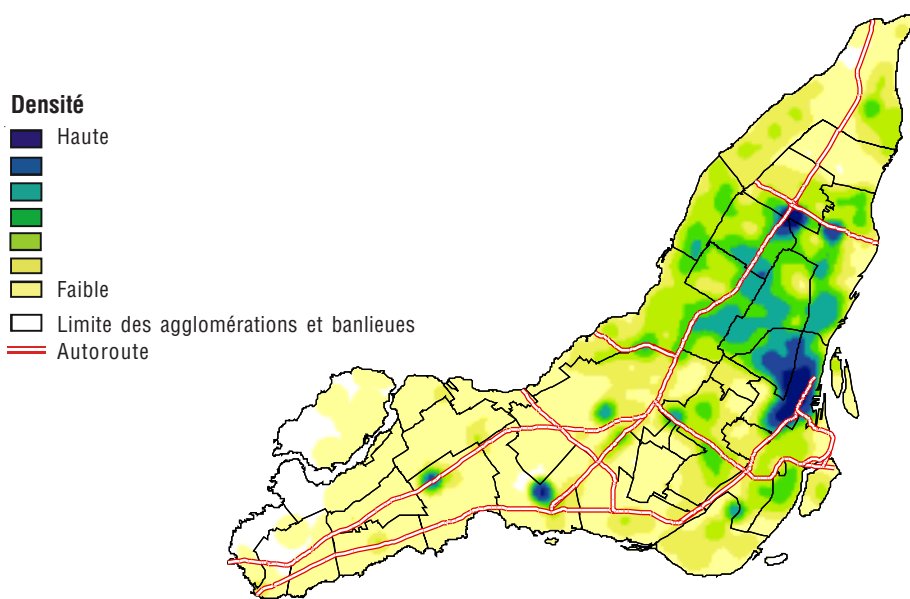 Densité
Haute
Faible
Limite des agglomérations et banlieues
Autoroute